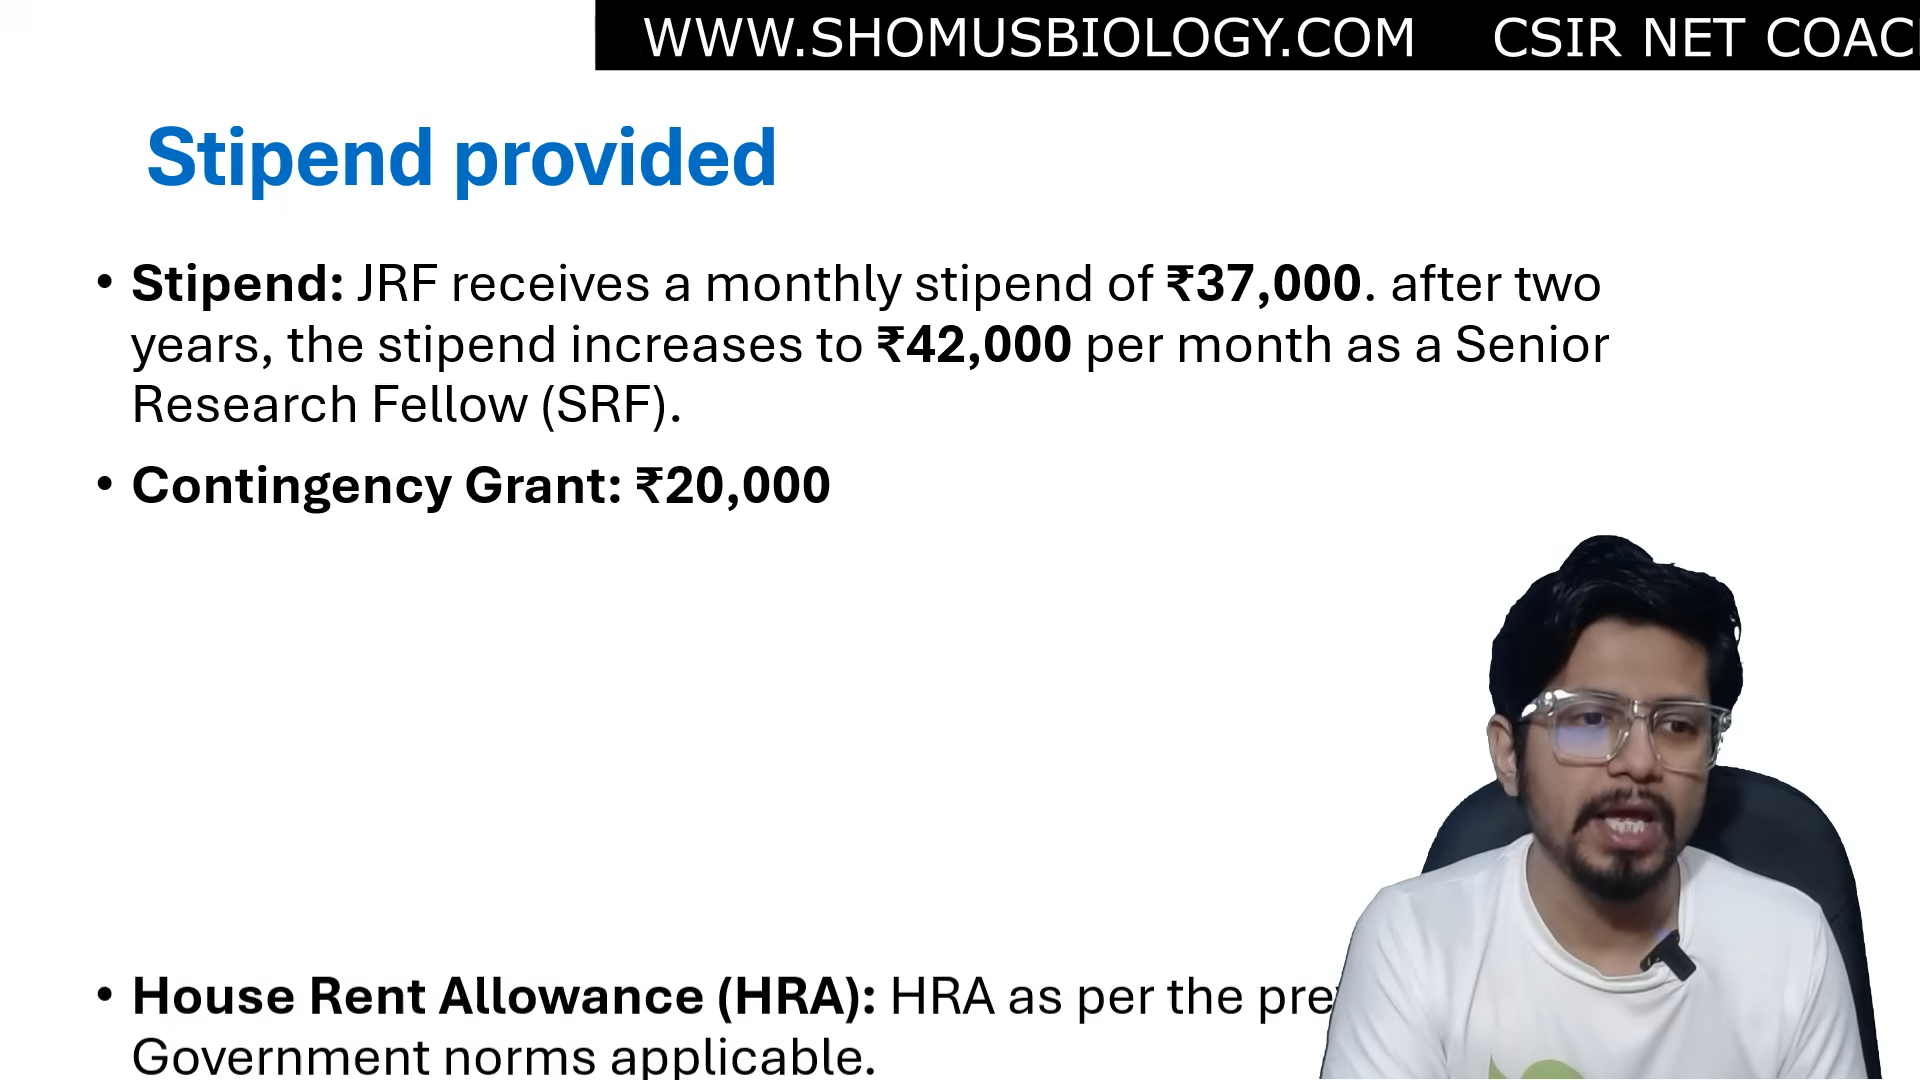 WWW.SHOMUSBIOLOGY.COM CSIR NET COAC
Stipend provided
• Stipend: JRF receives a monthly stipend of ₹37,000. after two
years, the stipend increases to ₹42,000 per month as a Senior
Research Fellow (SRF).
• Contingency Grant: ₹20,000
• House Rent Allowance (HRA): HRA as per the
Government norms applicable.